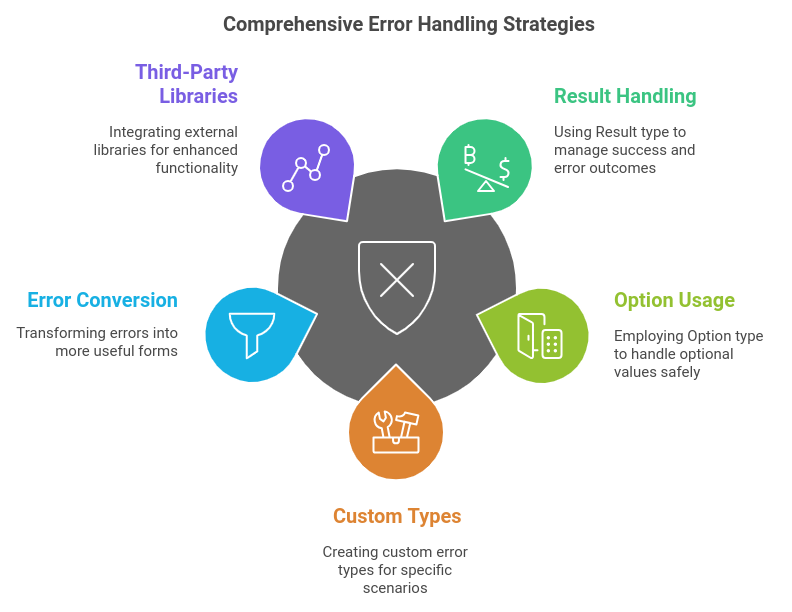 Comprehensive Error Handling Strategies
Third-Party
Libraries
Integrating external
libraries for enhanced
functionality
Result Handling
Using Result type to
manage success and
error outcomes
Error Conversion
Transforming errors into
more useful forms
Option Usage
Employing Option type
to handle optional
values safely
Custom Types
Creating custom error
types for specific
scenarios